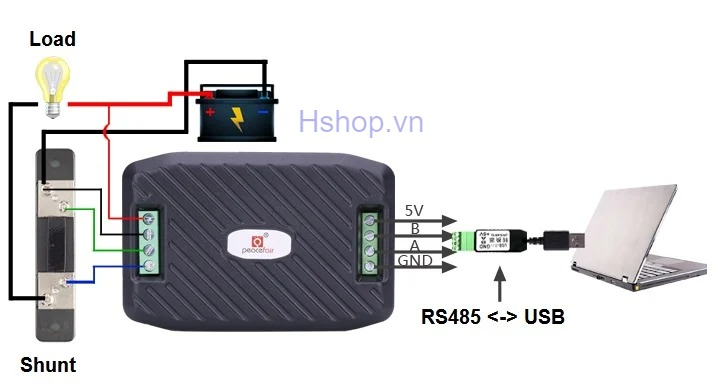 Load
+
-
Hshop.vn
peacefair
®
5V
B
A
GND
RS485 <-> USB
Shunt